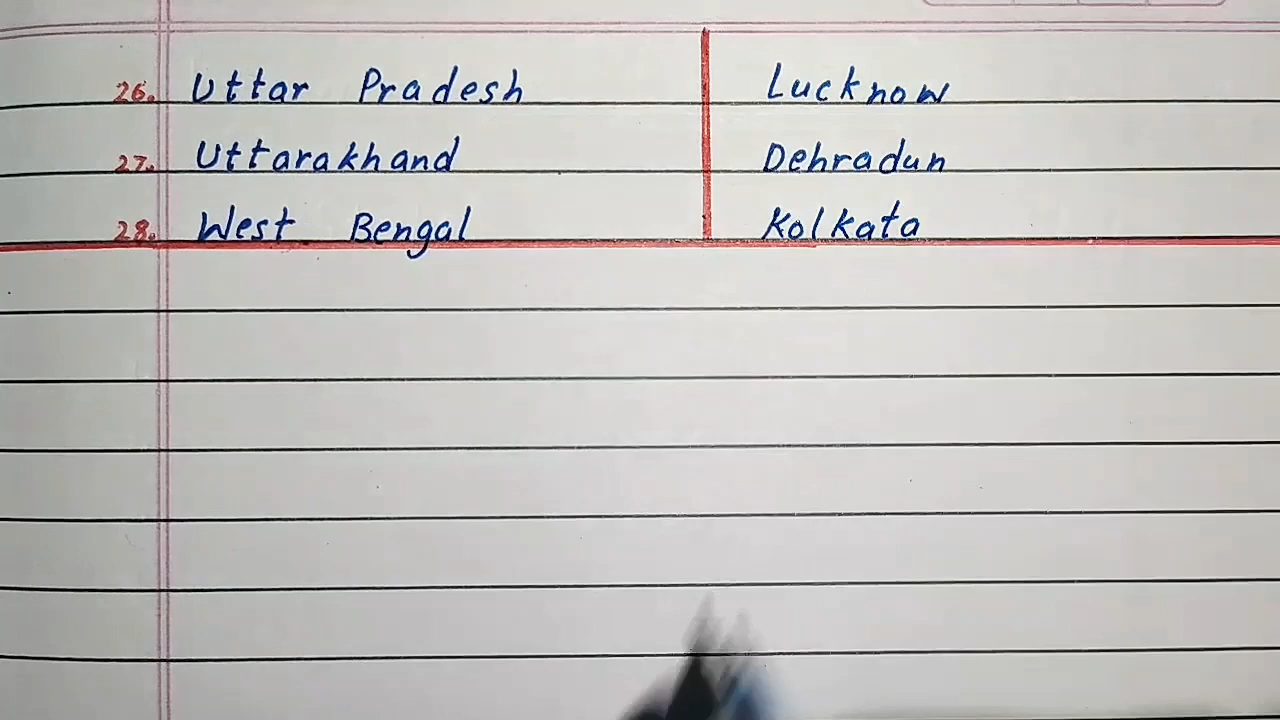 26. Uttar Pradesh Lucknow
27. Uttarakhand Dehradun
28. West Bengal Kolkata